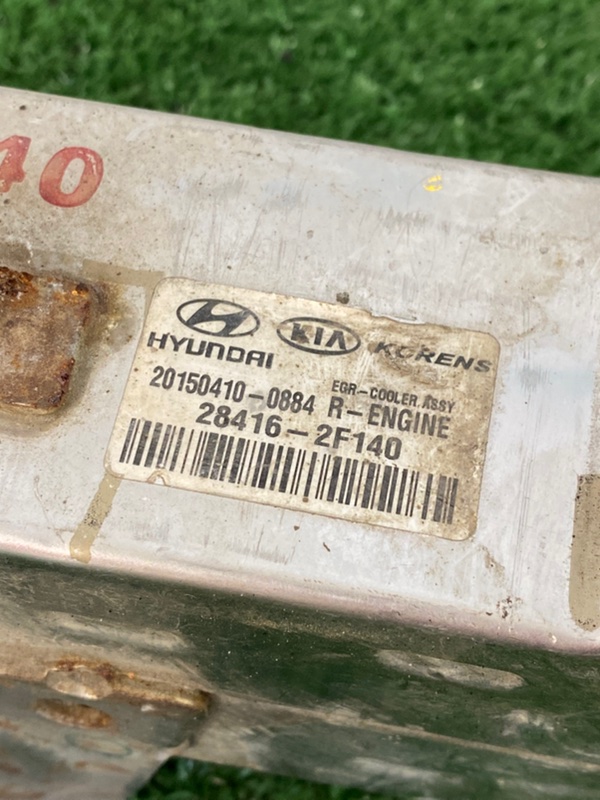 40
HYUNDAI KIA KORENS
EGR-COOLER.ASSY
20150410-0884 R-ENGINE
28416-2F140